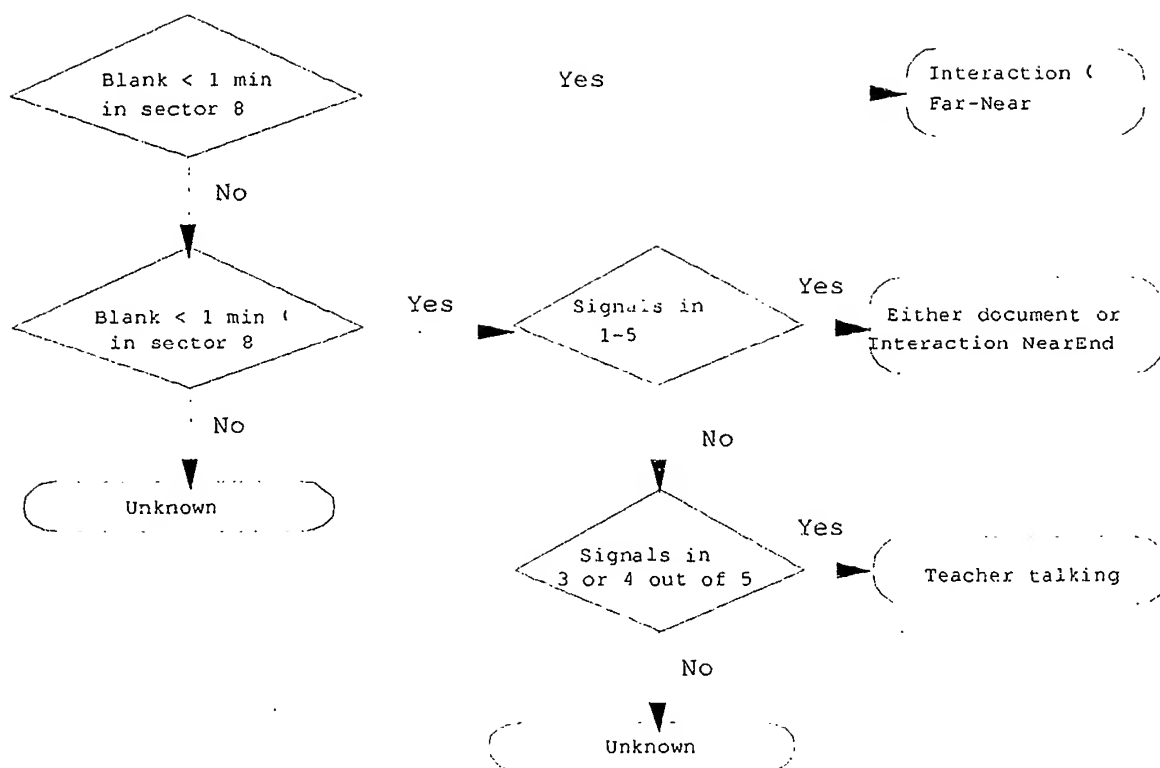 Blank < 1 min
in sector 8
Yes
Interaction (
Far-Near
No
Blank < 1 min (
in sector 8
Yes
Signals in
1-5
Yes
Either document or
Interaction NearEnd
No
Unknown
No
Signals in
3 or 4 out of 5
Yes
Teacher talking
No
Unknown